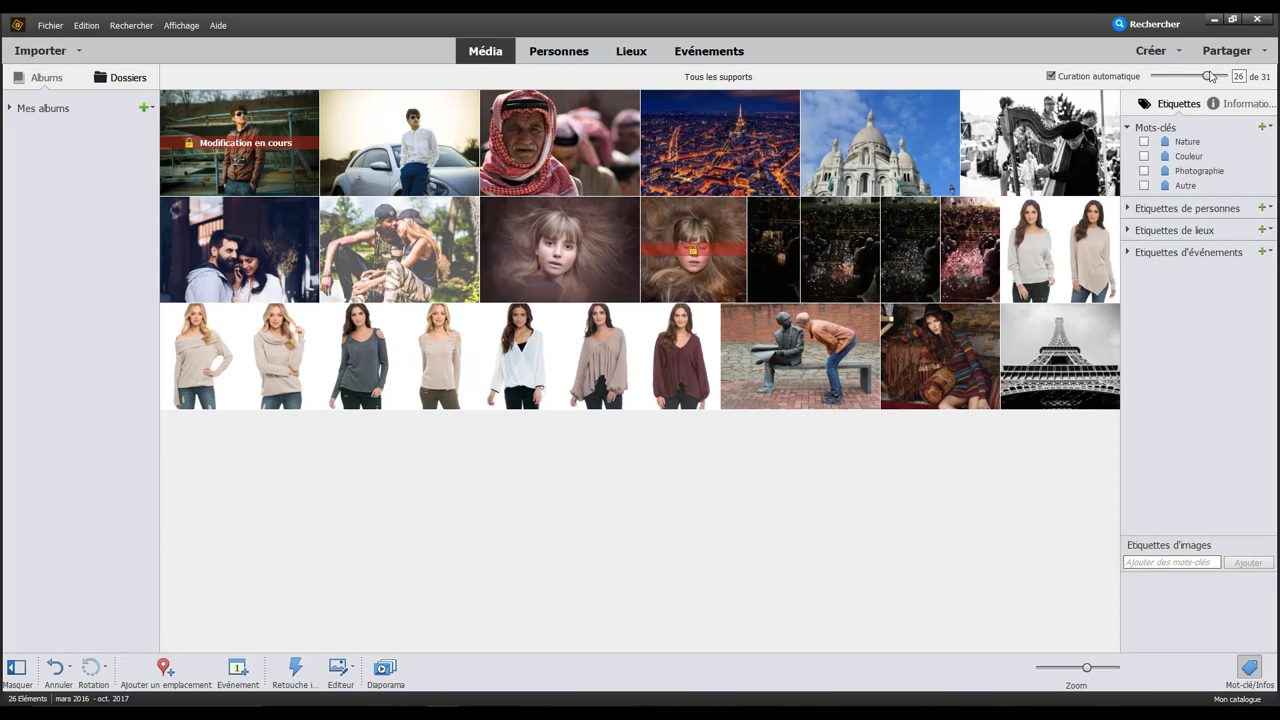 Fichier Edition Rechercher Affichage Aide
Rechercher
Importer
Média Personnes Lieux Evénements
Créer Partager
Albums Dossiers
Tous les supports
Curation automatique 26 de 31
Mes albums
Etiquettes Informatio...
Mots-clés
Nature
Couleur
Photographie
Autre
Etiquettes de personnes
Etiquettes de lieux
Etiquettes d'événements
Modification en cours
Etiquettes d'images
Ajouter des mots-clés Ajouter
Masquer Annuler Rotation Ajouter un emplacement Evénement Retouche i... Editeur Diaporama
Zoom
Mot-clé/Infos
26 Eléments mars 2016 - oct. 2017
Mon catalogue